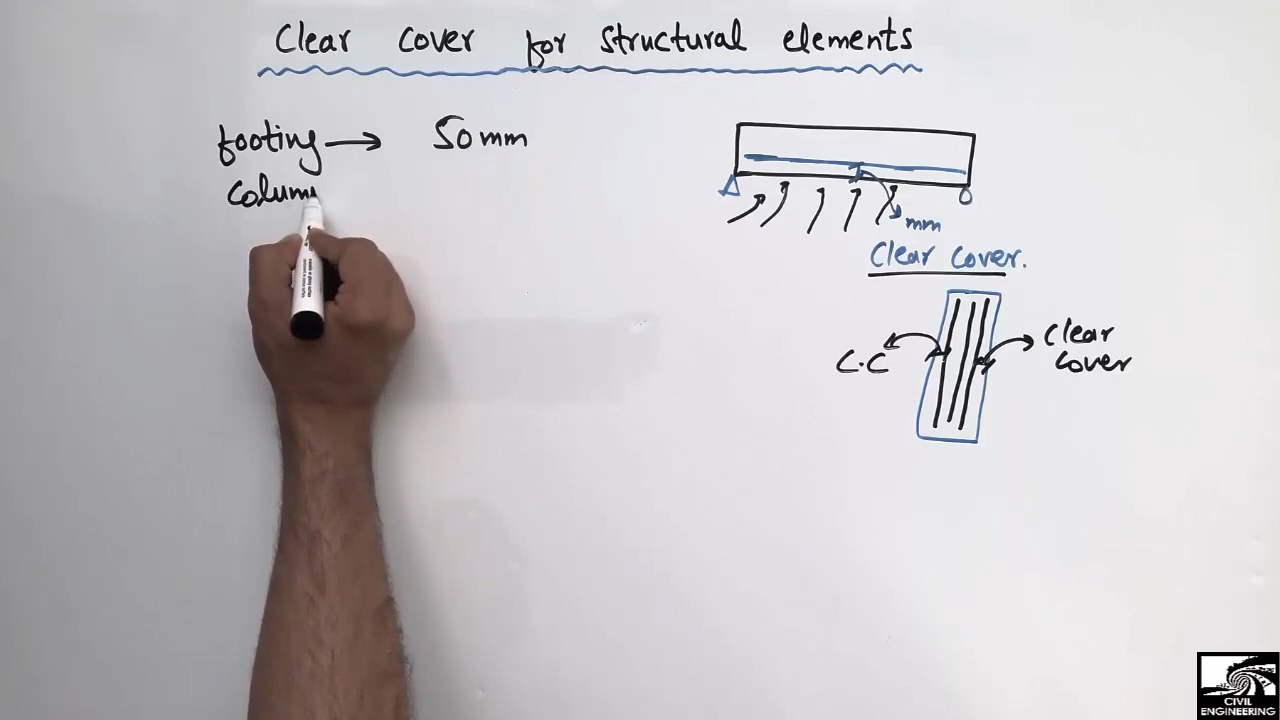 Clear cover for structural elements
footing → 50mm
Colum
mm
Clear cover.
C.C
Clear
cover
CIVIL
ENGINEERING